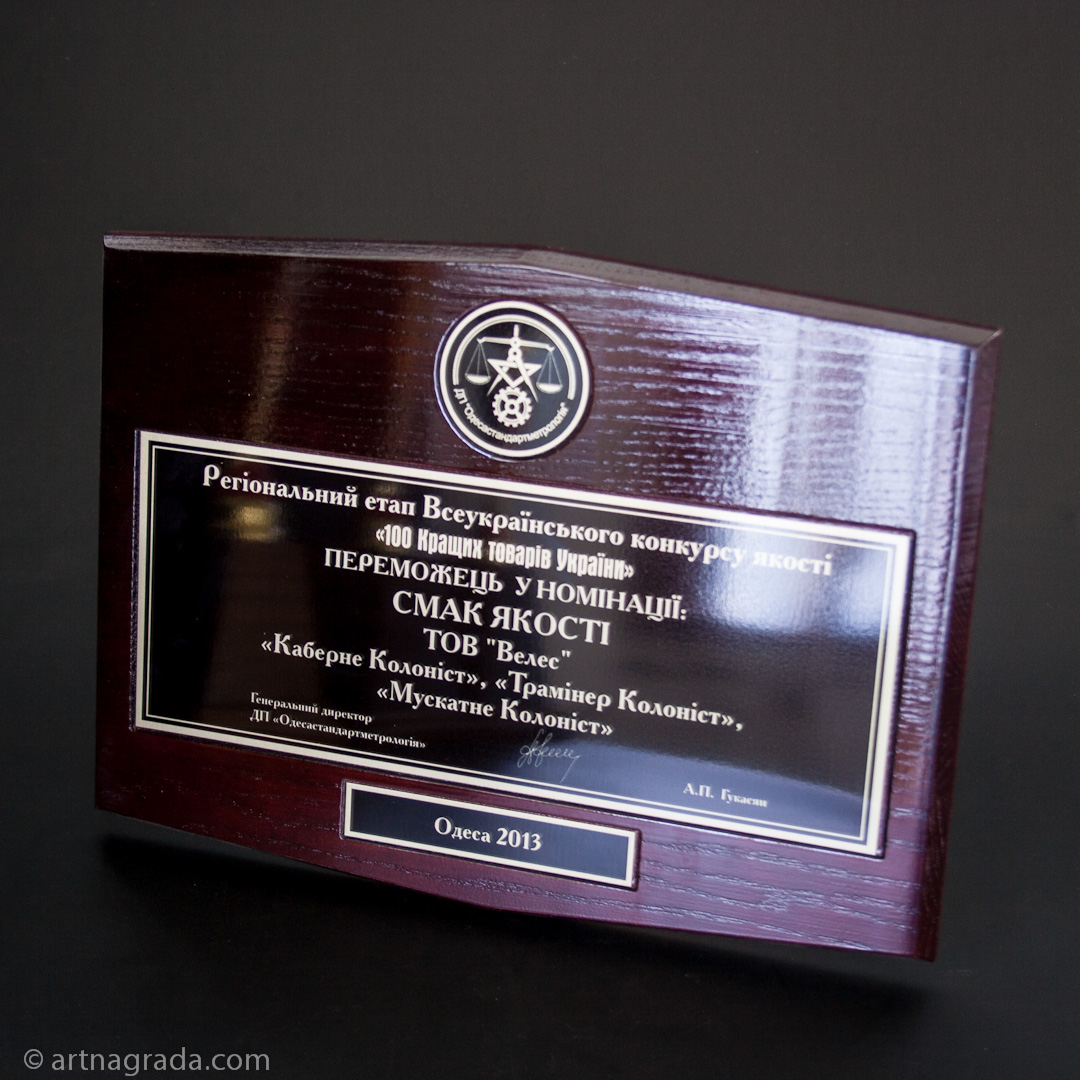 ДП "Одесастандартметрологія"
Регіональний етап Всеукраїнського конкурсу якості
«100 Кращих товарів України»
ПЕРЕМОЖЕЦЬ У НОМІНАЦІЇ:
СМАК ЯКОСТІ
ТОВ "Велес"
«Каберне Колоніст», «Трамінер Колоніст»,
«Мускатне Колоніст»
Генеральний директор
ДП «Одесастандартметрологія»
А.П. Гукасян
Одеса 2013
© artnagrada.com